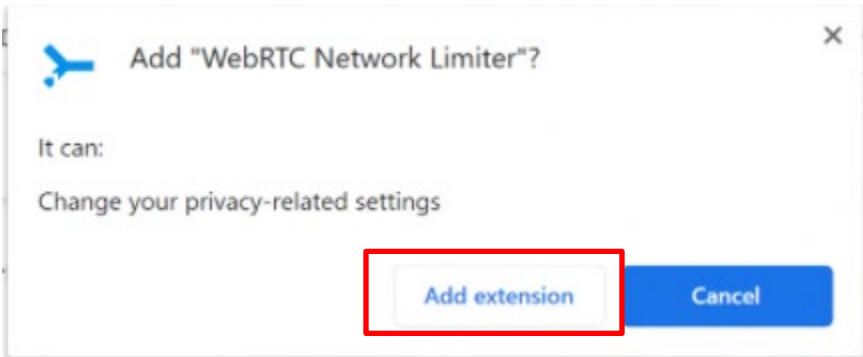 Add "WebRTC Network Limiter"?
It can:
Change your privacy-related settings
Add extension
Cancel